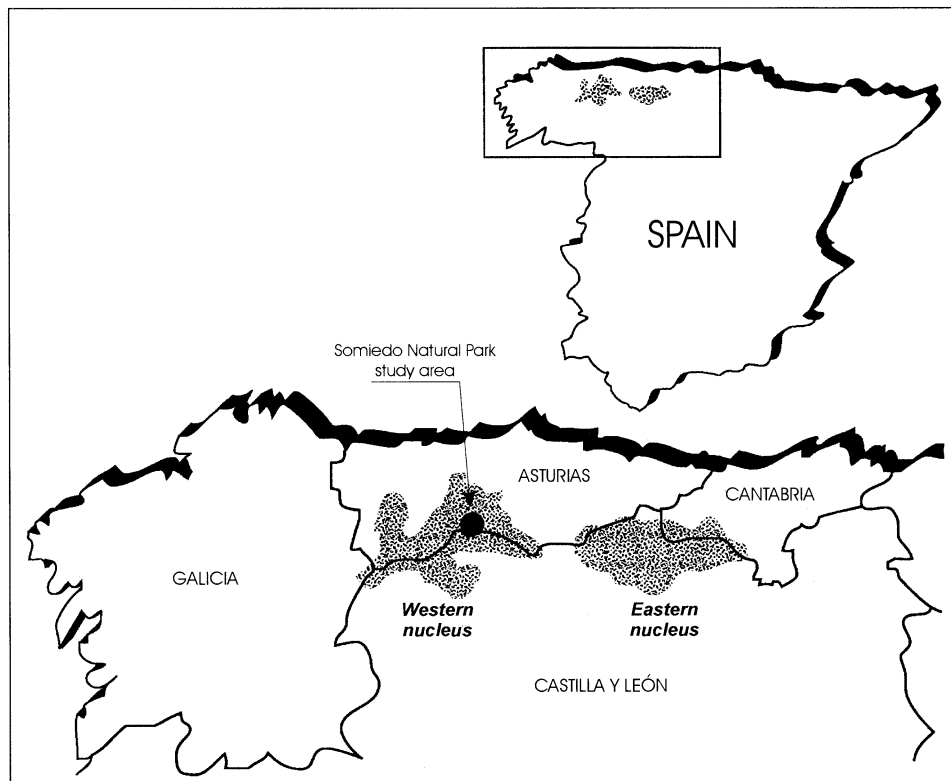 SPAIN
Somiedo Natural Park
study area
ASTURIAS
CANTABRIA
GALICIA
Western
nucleus
Eastern
nucleus
CASTILLA Y LEÓN